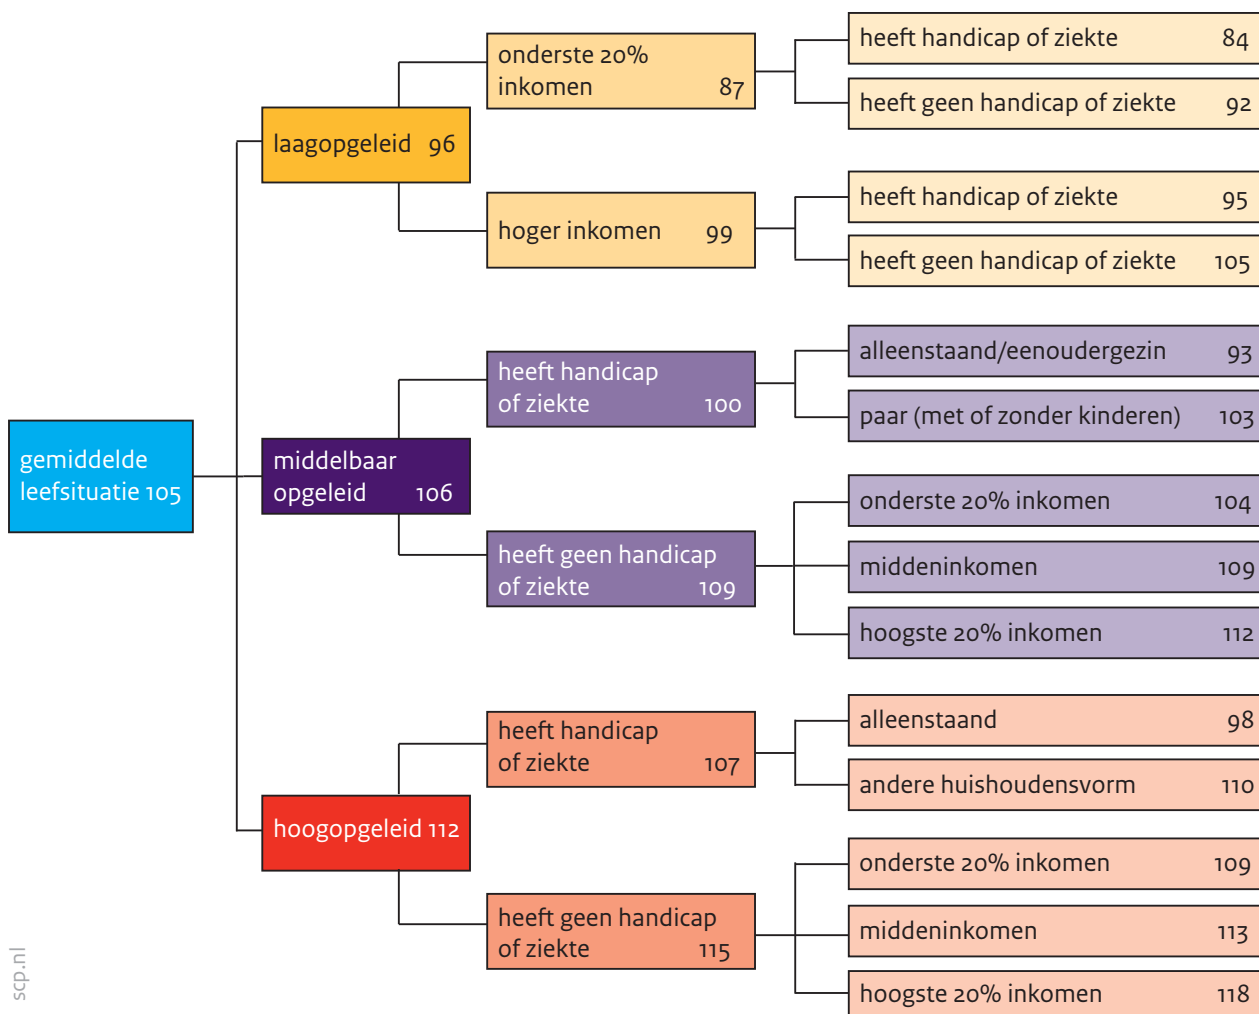 gemiddelde
leefsituatie 105
laagopgeleid 96
onderste 20%
inkomen 87
heeft handicap of ziekte 84
heeft geen handicap of ziekte 92
hoger inkomen 99
heeft handicap of ziekte 95
heeft geen handicap of ziekte 105
middelbaar
opgeleid 106
heeft handicap
of ziekte 100
alleenstaand/eenoudergezin 93
paar (met of zonder kinderen) 103
heeft geen handicap
of ziekte 109
onderste 20% inkomen 104
middeninkomen 109
hoogste 20% inkomen 112
hoogopgeleid 112
heeft handicap
of ziekte 107
alleenstaand 98
andere huishoudensvorm 110
heeft geen handicap
of ziekte 115
onderste 20% inkomen 109
middeninkomen 113
hoogste 20% inkomen 118
scp.nl